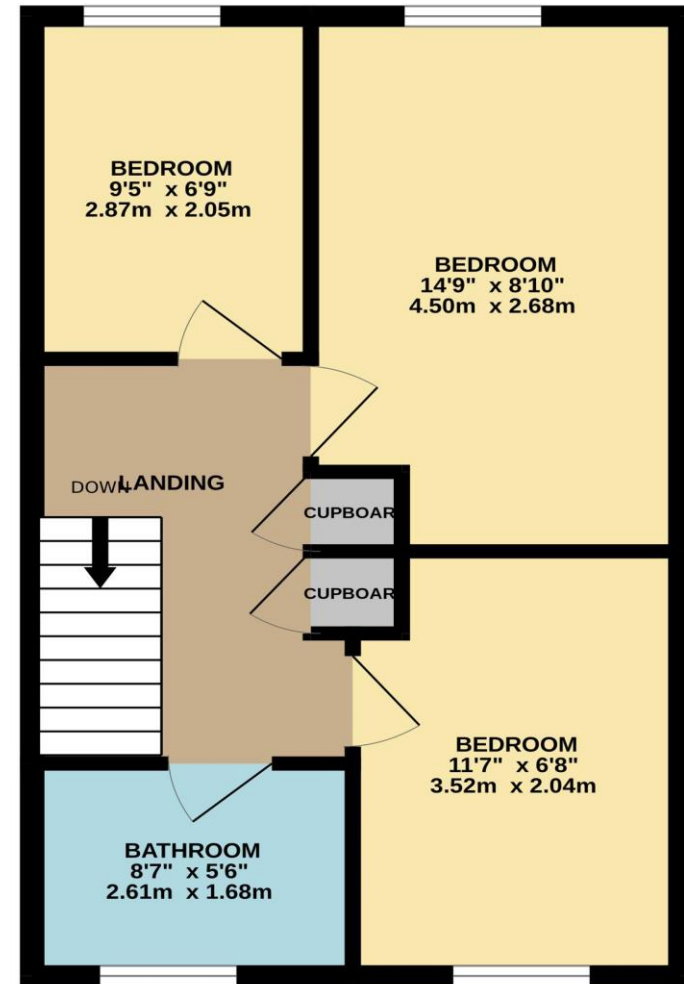 BEDROOM
9'5" x 6'9"
2.87m x 2.05m
BEDROOM
14'9" x 8'10"
4.50m x 2.68m
DOWN
LANDING
CUPBOAR
CUPBOAR
BEDROOM
11'7" x 6'8"
3.52m x 2.04m
BATHROOM
8'7" x 5'6"
2.61m x 1.68m